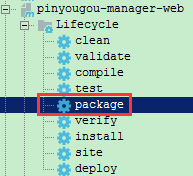 pinyougou-manager-web
Lifecycle
clean
validate
compile
test
package
verify
install
site
deploy